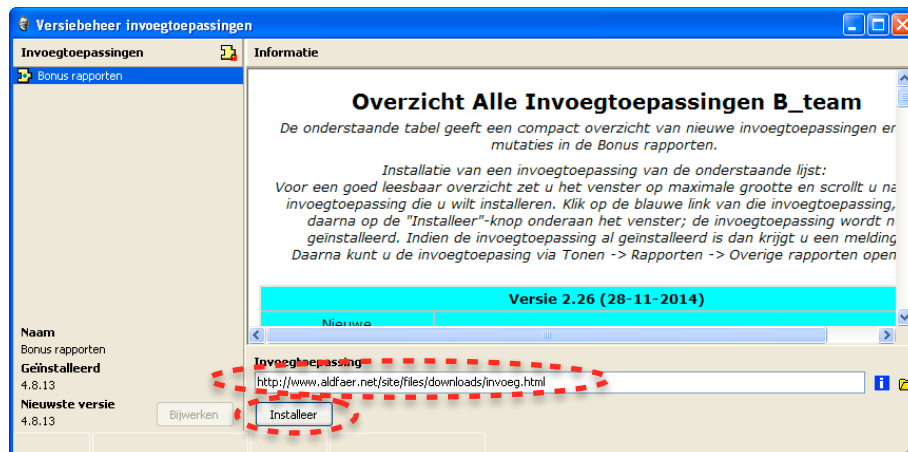 Versiebeheer invoegtoepassingen
Invoegtoepassingen
Informatie
Bonus rapporten
Overzicht Alle Invoegtoepassingen B_team
De onderstaande tabel geeft een compact overzicht van nieuwe invoegtoepassingen en
mutaties in de Bonus rapporten.
Installatie van een invoegtoepassing van de onderstaande lijst:
Voor een goed leesbaar overzicht zet u het venster op maximale grootte en scrollt u na
invoegtoepassing die u wilt installeren. Klik op de blauwe link van die invoegtoepassing,
daarna op de "Installeer"-knop onderaan het venster; de invoegtoepassing wordt n
geïnstalleerd. Indien de invoegtoepassing al geïnstalleerd is dan krijgt u een melding
Daarna kunt u de invoegtoepasing via Tonen -> Rapporten -> Overige rapporten open
Versie 2.26 (28-11-2014)
Nieuwe
Naam
Bonus rapporten
Geïnstalleerd
4.8.13
Nieuwste versie
4.8.13
Bijwerken
Invoegtoepassing
http://www.aldfaer.net/site/files/downloads/invoeg.html
Installeer